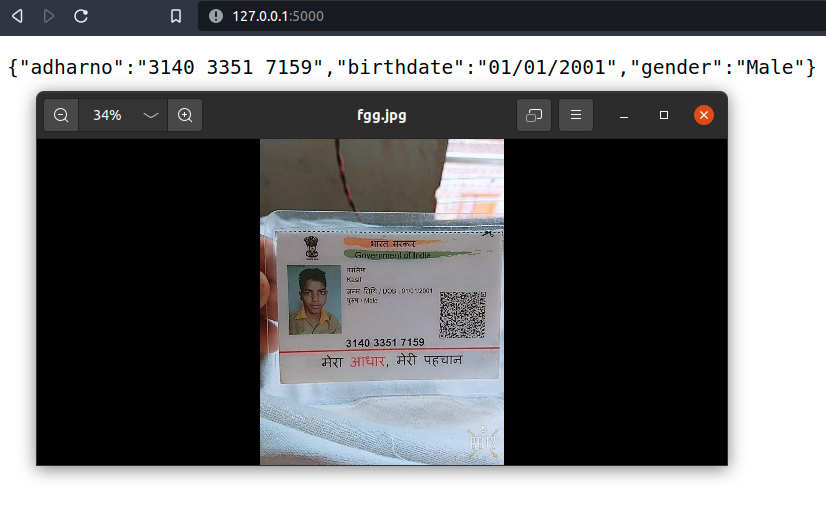 127.0.0.1:5000
{"adharno":"3140 3351 7159","birthdate":"01/01/2001","gender":"Male"}
34%
fgg.jpg
भारत सरकार
Government of India
Kasif
जन्म तिथि / DOB : 01/01/2001
पुरुष / Male
3140 3351 7159
मेरा आधार, मेरी पहचान